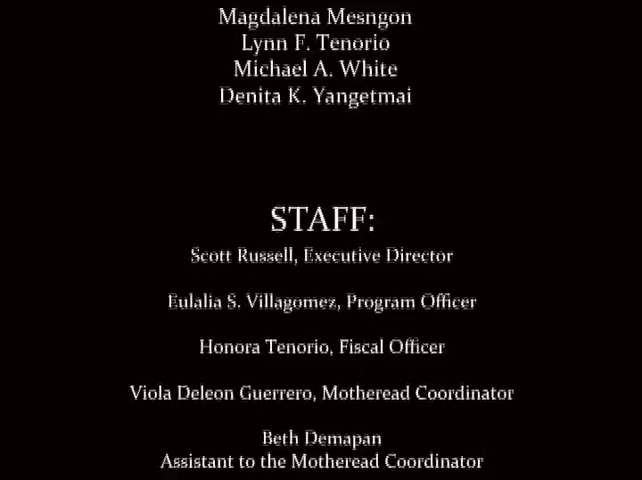 Magdalena Mesngon
Lynn F. Tenorio
Michael A. White
Denita K. Yangetmai
STAFF:
Scott Russell, Executive Director
Eulalia S. Villagomez, Program Officer
Honora Tenorio, Fiscal Officer
Viola Deleon Guerrero, Motheread Coordinator
Beth Demapan
Assistant to the Motheread Coordinator